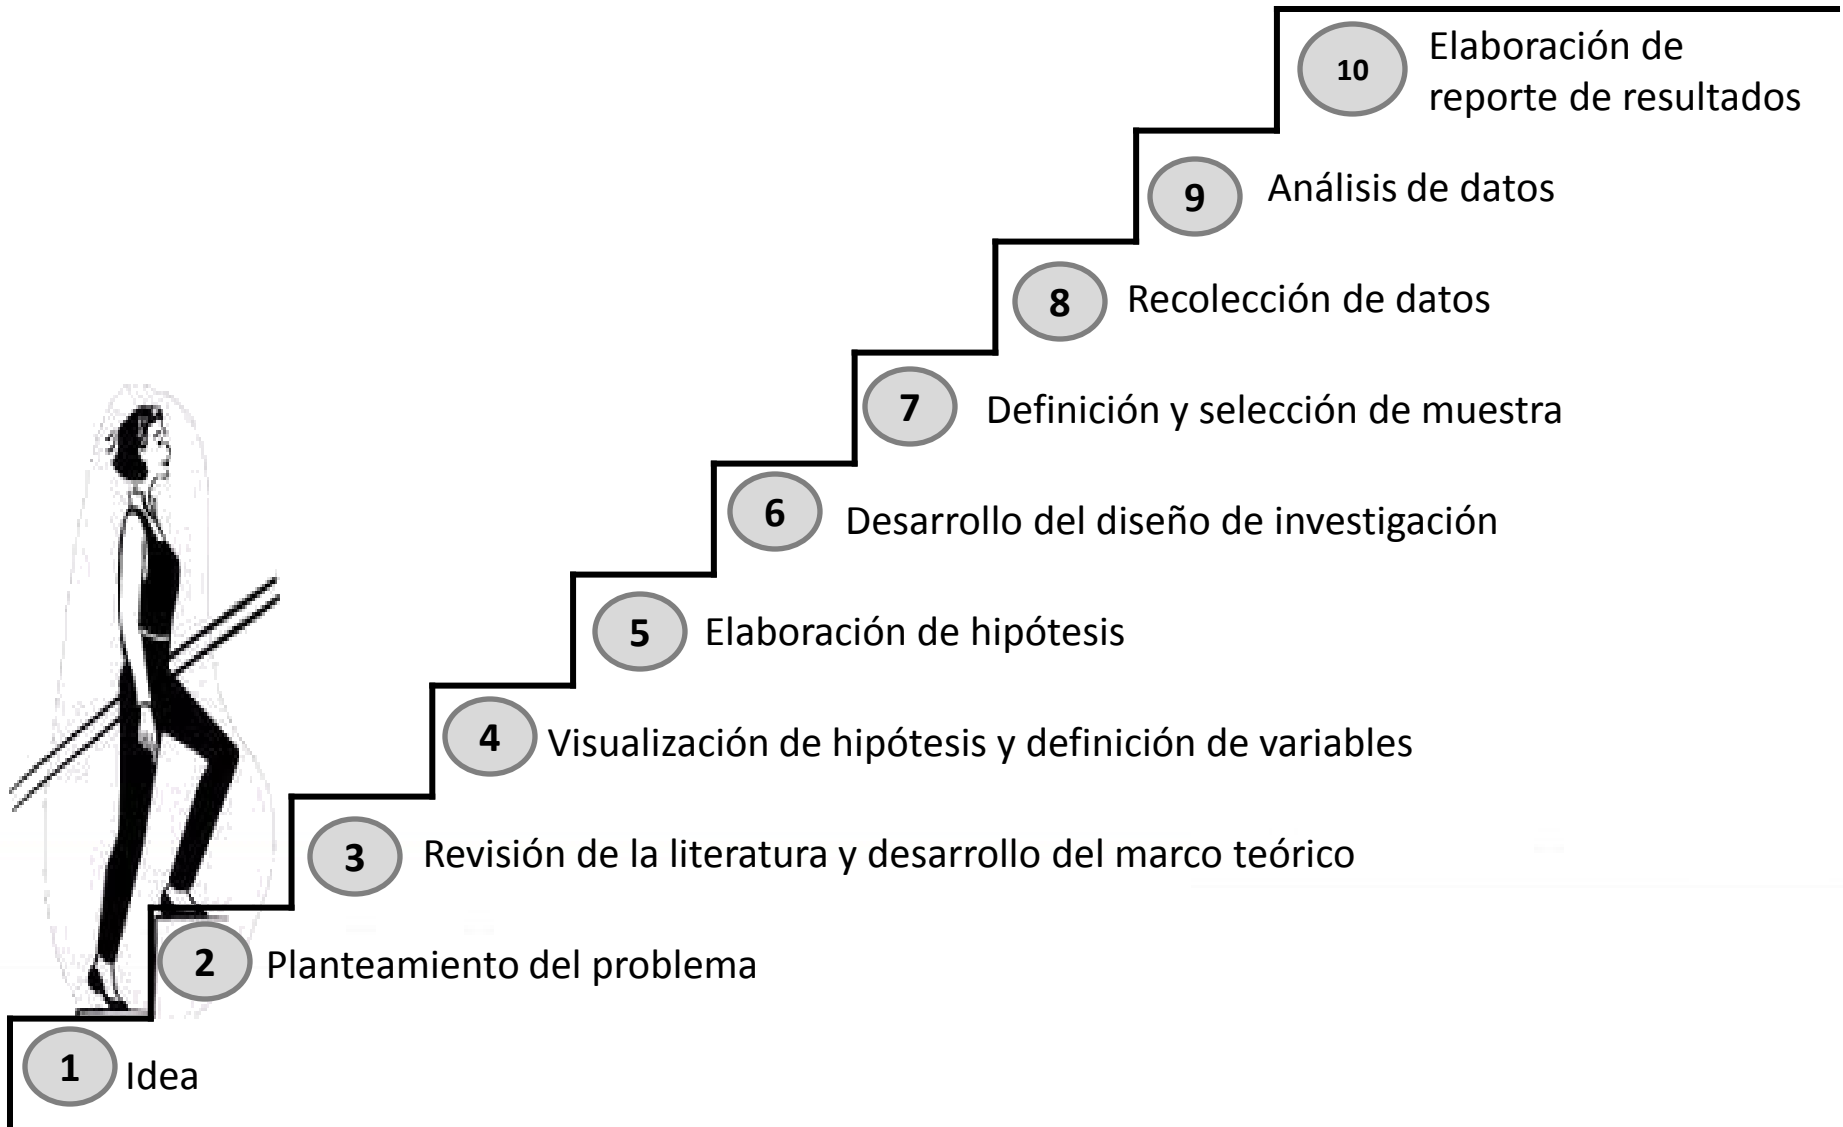 10 Elaboración de
reporte de resultados
9 Análisis de datos
8 Recolección de datos
7 Definición y selección de muestra
6 Desarrollo del diseño de investigación
5 Elaboración de hipótesis
4 Visualización de hipótesis y definición de variables
3 Revisión de la literatura y desarrollo del marco teórico
2 Planteamiento del problema
1 Idea